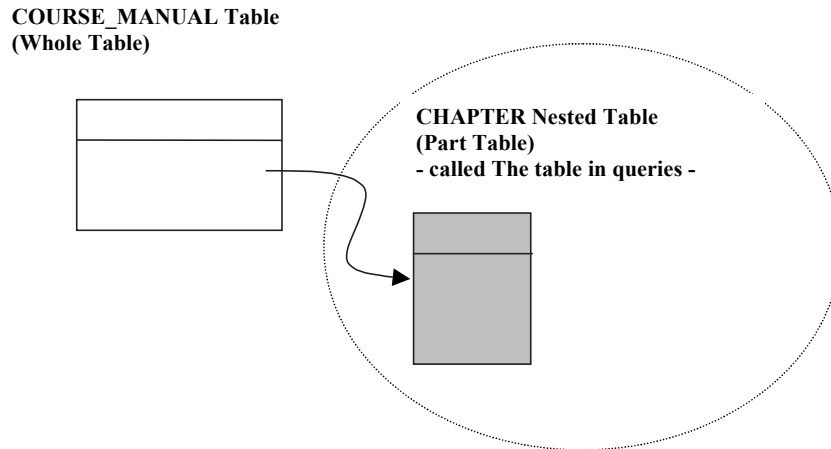 COURSE_MANUAL Table
(Whole Table)
CHAPTER Nested Table
(Part Table)
- called The table in queries -